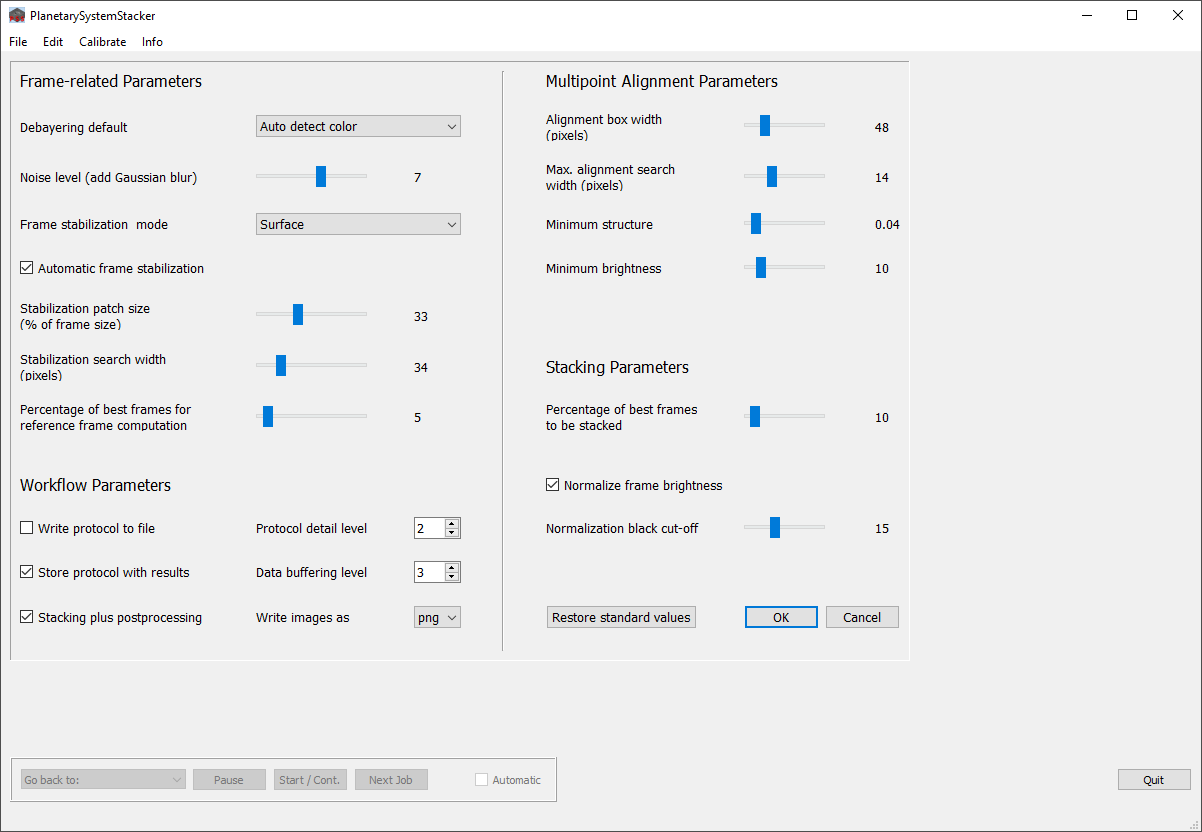 PlanetarySystemStacker
File Edit Calibrate Info
Frame-related Parameters
Debayering default Auto detect color
Noise level (add Gaussian blur) 7
Frame stabilization  mode Surface
Automatic frame stabilization
Stabilization patch size
(% of frame size) 33
Stabilization search width
(pixels) 34
Percentage of best frames for
reference frame computation 5
Workflow Parameters
Write protocol to file Protocol detail level 2
Store protocol with results Data buffering level 3
Stacking plus postprocessing Write images as png
Multipoint Alignment Parameters
Alignment box width
(pixels) 48
Max. alignment search
width (pixels) 14
Minimum structure 0.04
Minimum brightness 10
Stacking Parameters
Percentage of best frames
to be stacked 10
Normalize frame brightness
Normalization black cut-off 15
Restore standard values OK Cancel
Go back to: Pause Start / Cont. Next Job Automatic Quit